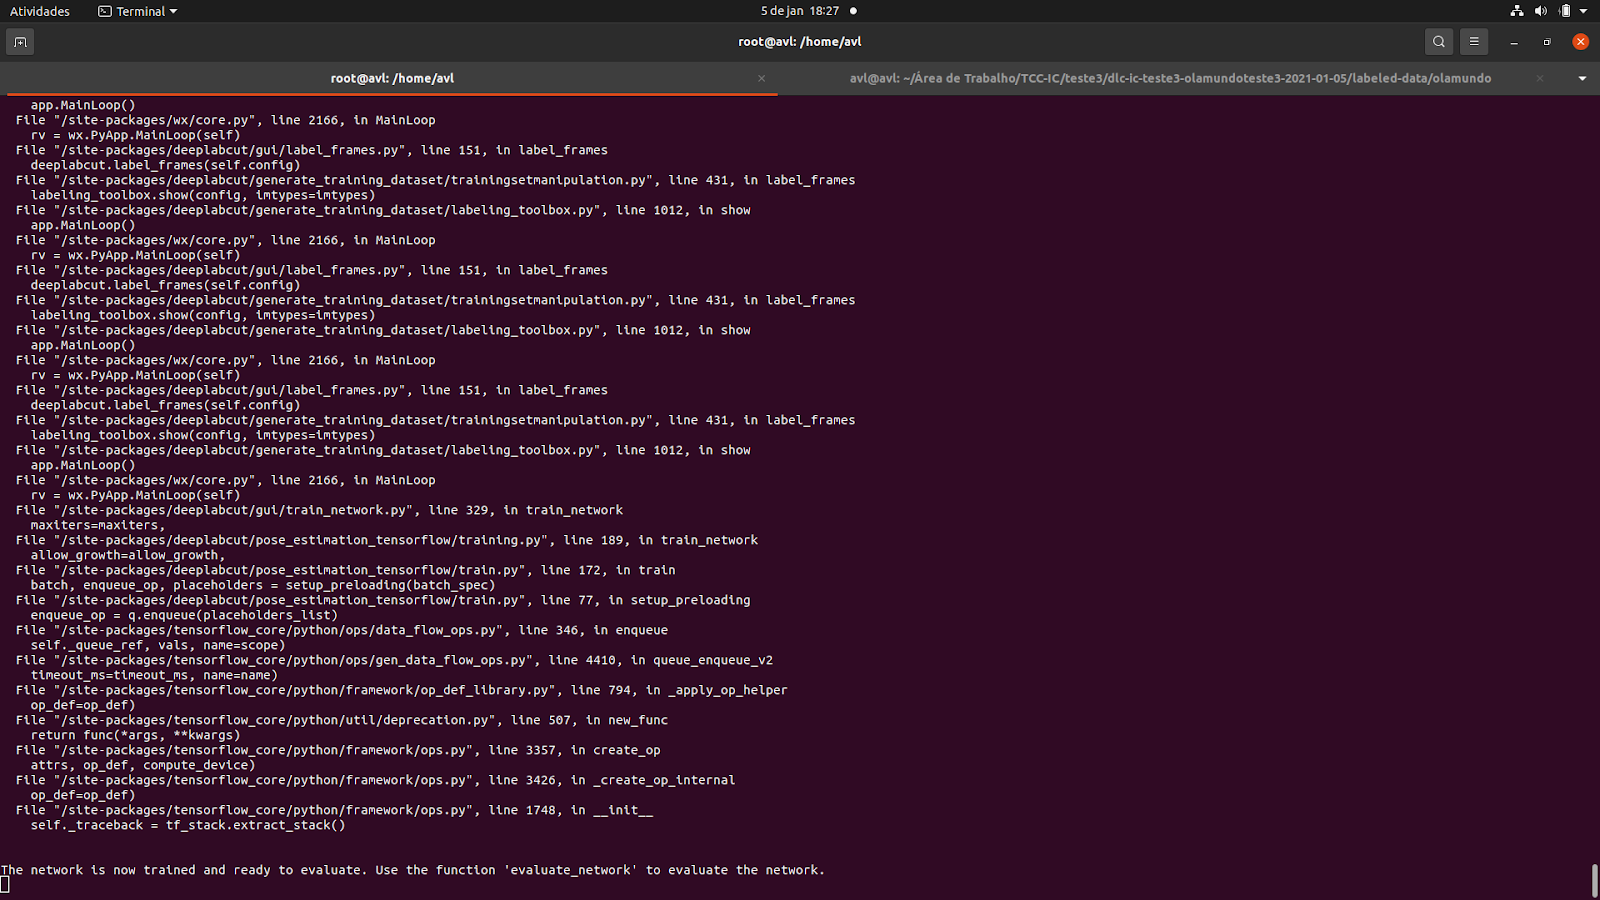 Atividades Terminal 5 de jan 18:27
root@avl: /home/avl
root@avl: /home/avl avl@avl: ~/Área de Trabalho/TCC-IC/teste3/dlc-ic-teste3-olamundoteste3-2021-01-05/labeled-data/olamundo
app.MainLoop()
File "/site-packages/wx/core.py", line 2166, in MainLoop
rv = wx.PyApp.MainLoop(self)
File "/site-packages/deeplabcut/gui/label_frames.py", line 151, in label_frames
deeplabcut.label_frames(self.config)
File "/site-packages/deeplabcut/generate_training_dataset/trainingsetmanipulation.py", line 431, in label_frames
labeling_toolbox.show(config, imtypes=imtypes)
File "/site-packages/deeplabcut/generate_training_dataset/labeling_toolbox.py", line 1012, in show
app.MainLoop()
File "/site-packages/wx/core.py", line 2166, in MainLoop
rv = wx.PyApp.MainLoop(self)
File "/site-packages/deeplabcut/gui/label_frames.py", line 151, in label_frames
deeplabcut.label_frames(self.config)
File "/site-packages/deeplabcut/generate_training_dataset/trainingsetmanipulation.py", line 431, in label_frames
labeling_toolbox.show(config, imtypes=imtypes)
File "/site-packages/deeplabcut/generate_training_dataset/labeling_toolbox.py", line 1012, in show
app.MainLoop()
File "/site-packages/wx/core.py", line 2166, in MainLoop
rv = wx.PyApp.MainLoop(self)
File "/site-packages/deeplabcut/gui/label_frames.py", line 151, in label_frames
deeplabcut.label_frames(self.config)
File "/site-packages/deeplabcut/generate_training_dataset/trainingsetmanipulation.py", line 431, in label_frames
labeling_toolbox.show(config, imtypes=imtypes)
File "/site-packages/deeplabcut/generate_training_dataset/labeling_toolbox.py", line 1012, in show
app.MainLoop()
File "/site-packages/wx/core.py", line 2166, in MainLoop
rv = wx.PyApp.MainLoop(self)
File "/site-packages/deeplabcut/gui/train_network.py", line 329, in train_network
maxiters=maxiters,
File "/site-packages/deeplabcut/pose_estimation_tensorflow/training.py", line 189, in train_network
allow_growth=allow_growth,
File "/site-packages/deeplabcut/pose_estimation_tensorflow/train.py", line 172, in train
batch, enqueue_op, placeholders = setup_preloading(batch_spec)
File "/site-packages/deeplabcut/pose_estimation_tensorflow/train.py", line 77, in setup_preloading
enqueue_op = q.enqueue(placeholders_list)
File "/site-packages/tensorflow_core/python/ops/data_flow_ops.py", line 346, in enqueue
self._queue_ref, vals, name=scope)
File "/site-packages/tensorflow_core/python/ops/gen_data_flow_ops.py", line 4410, in queue_enqueue_v2
timeout_ms=timeout_ms, name=name)
File "/site-packages/tensorflow_core/python/framework/op_def_library.py", line 794, in _apply_op_helper
op_def=op_def)
File "/site-packages/tensorflow_core/python/util/deprecation.py", line 507, in new_func
return func(*args, **kwargs)
File "/site-packages/tensorflow_core/python/framework/ops.py", line 3357, in create_op
attrs, op_def, compute_device)
File "/site-packages/tensorflow_core/python/framework/ops.py", line 3426, in _create_op_internal
op_def=op_def)
File "/site-packages/tensorflow_core/python/framework/ops.py", line 1748, in __init__
self._traceback = tf_stack.extract_stack()
The network is now trained and ready to evaluate. Use the function 'evaluate_network' to evaluate the network.